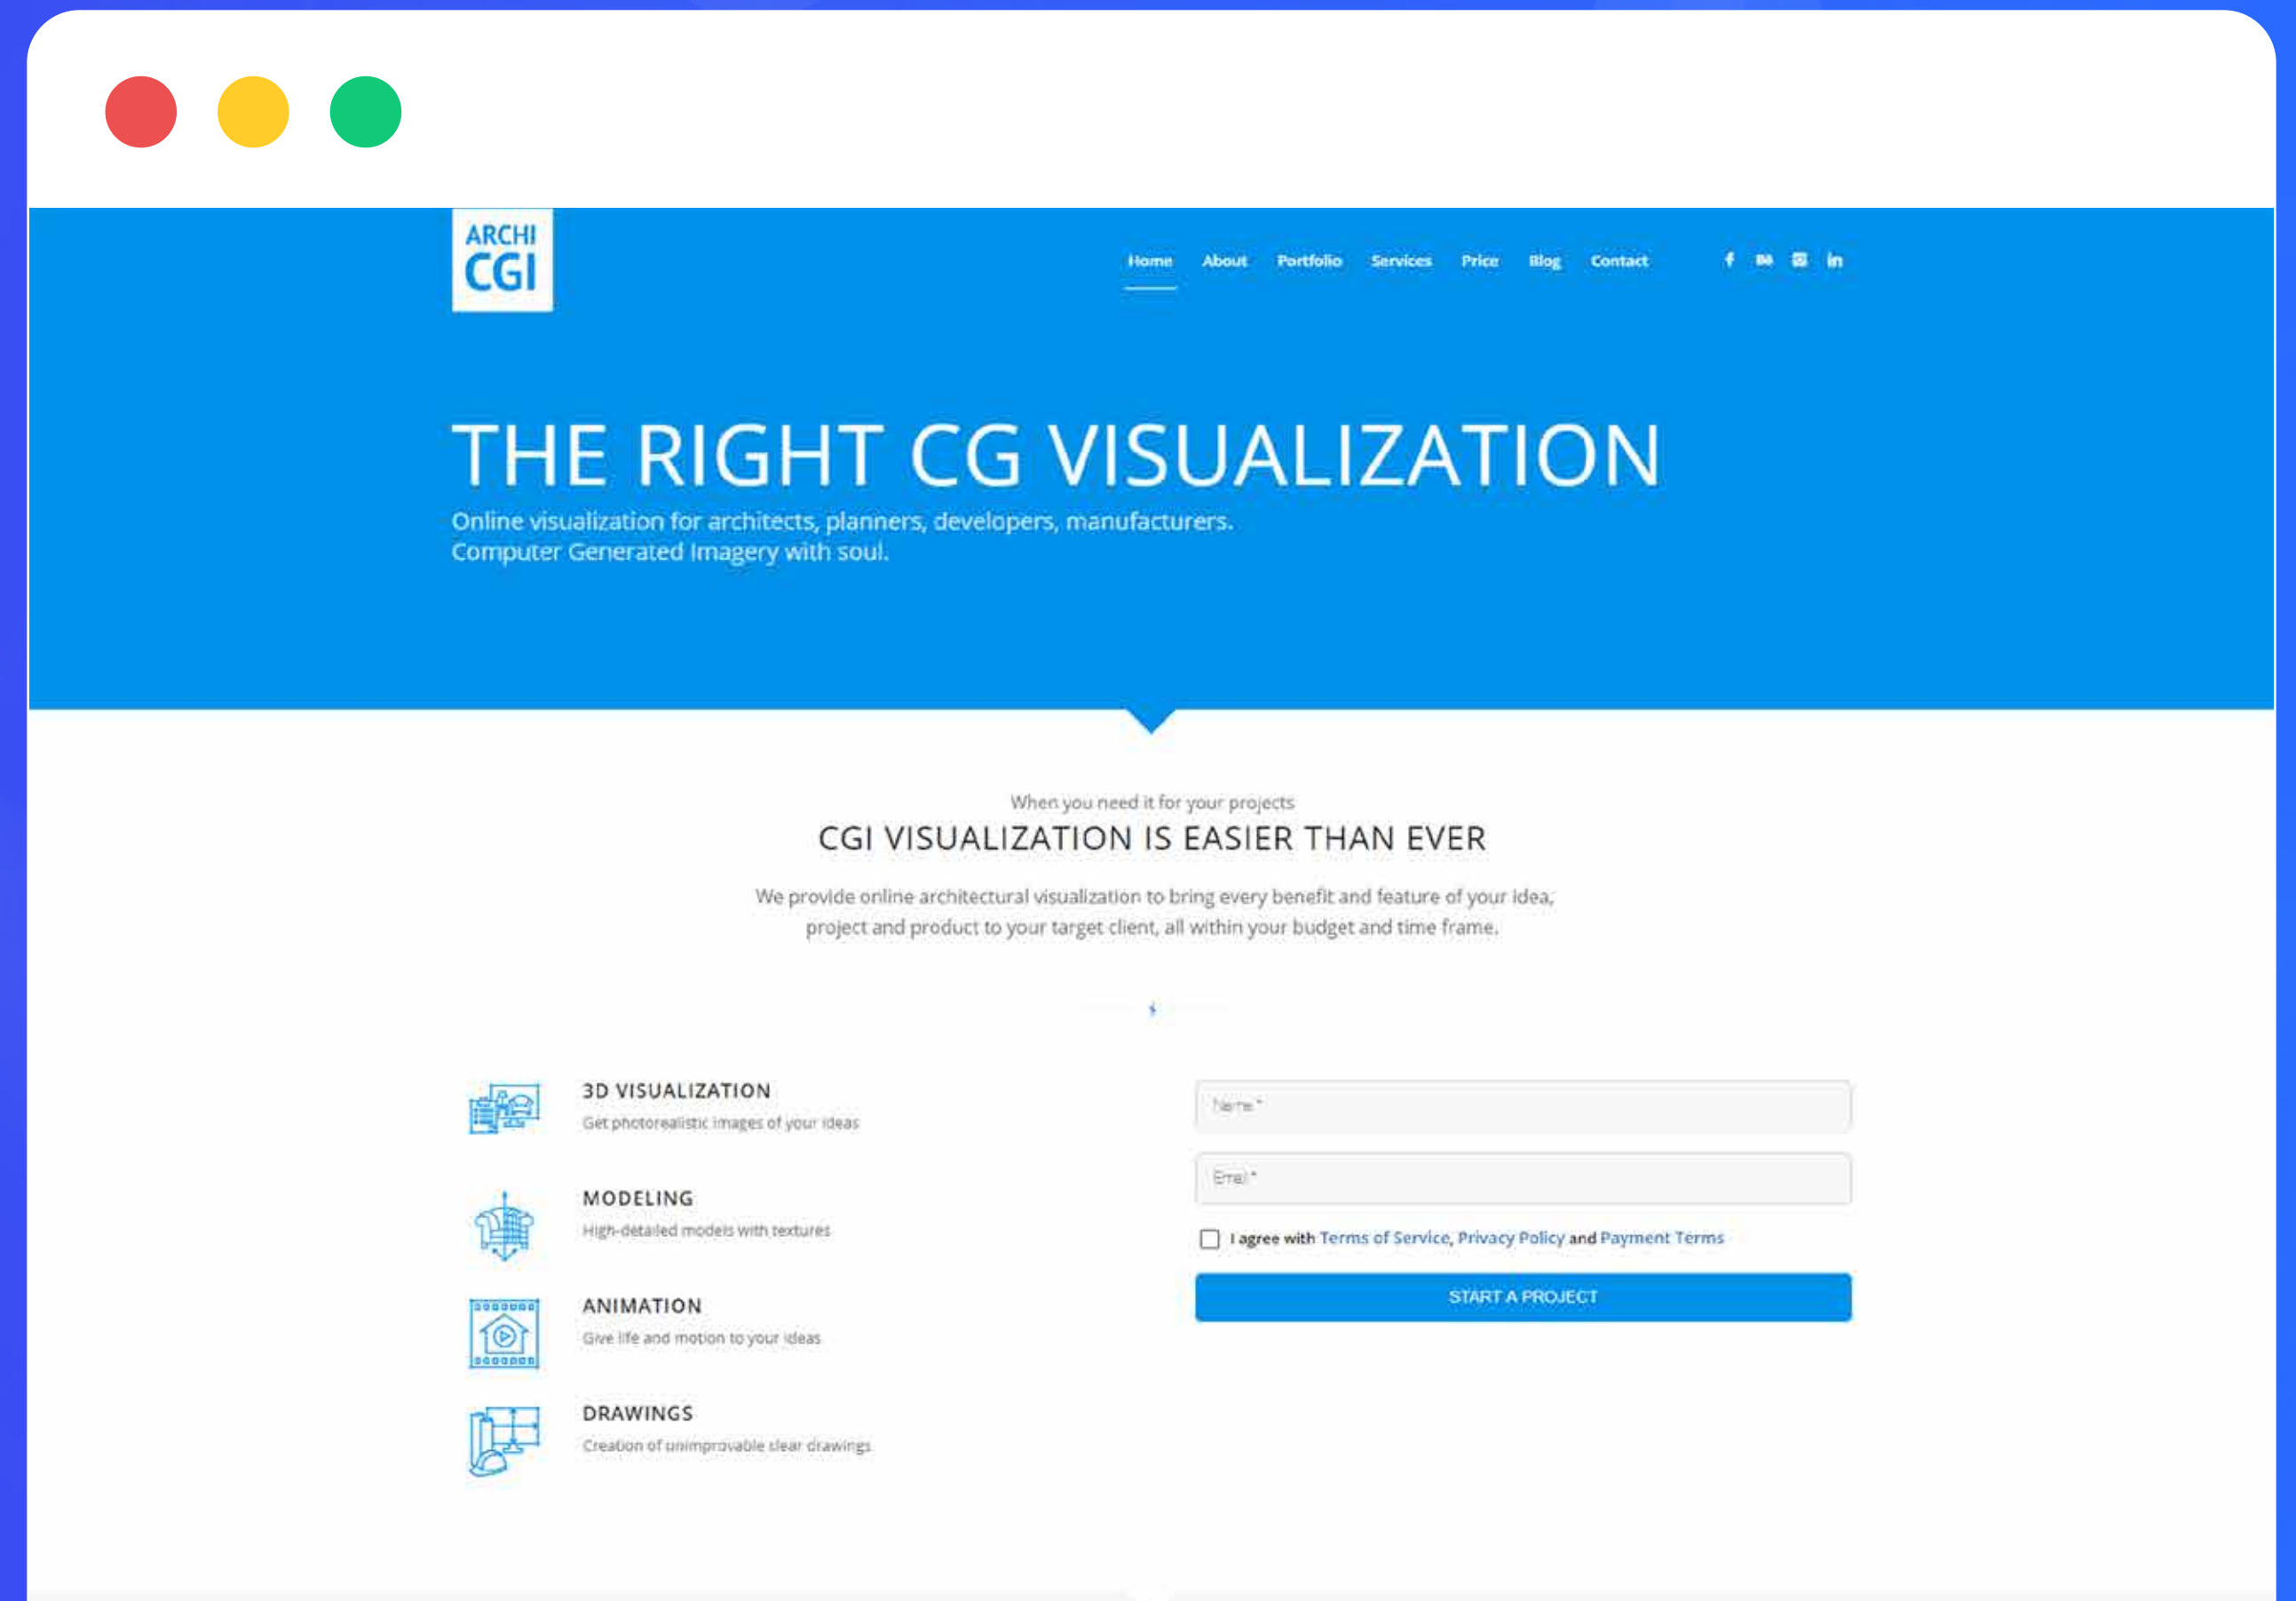 ARCHI
CGI
Home About Portfolio Services Price Blog Contact
THE RIGHT CG VISUALIZATION
Online visualization for architects, planners, developers, manufacturers.
Computer Generated Imagery with soul.
When you need it for your projects
CGI VISUALIZATION IS EASIER THAN EVER
We provide online architectural visualization to bring every benefit and feature of your idea,
project and product to your target client, all within your budget and time frame.
3D VISUALIZATION
Get photorealistic images of your ideas
MODELING
High-detailed models with textures
ANIMATION
Give life and motion to your ideas
DRAWINGS
Creation of unimprovable clear drawings
Name *
Email *
I agree with Terms of Service, Privacy Policy and Payment Terms
START A PROJECT